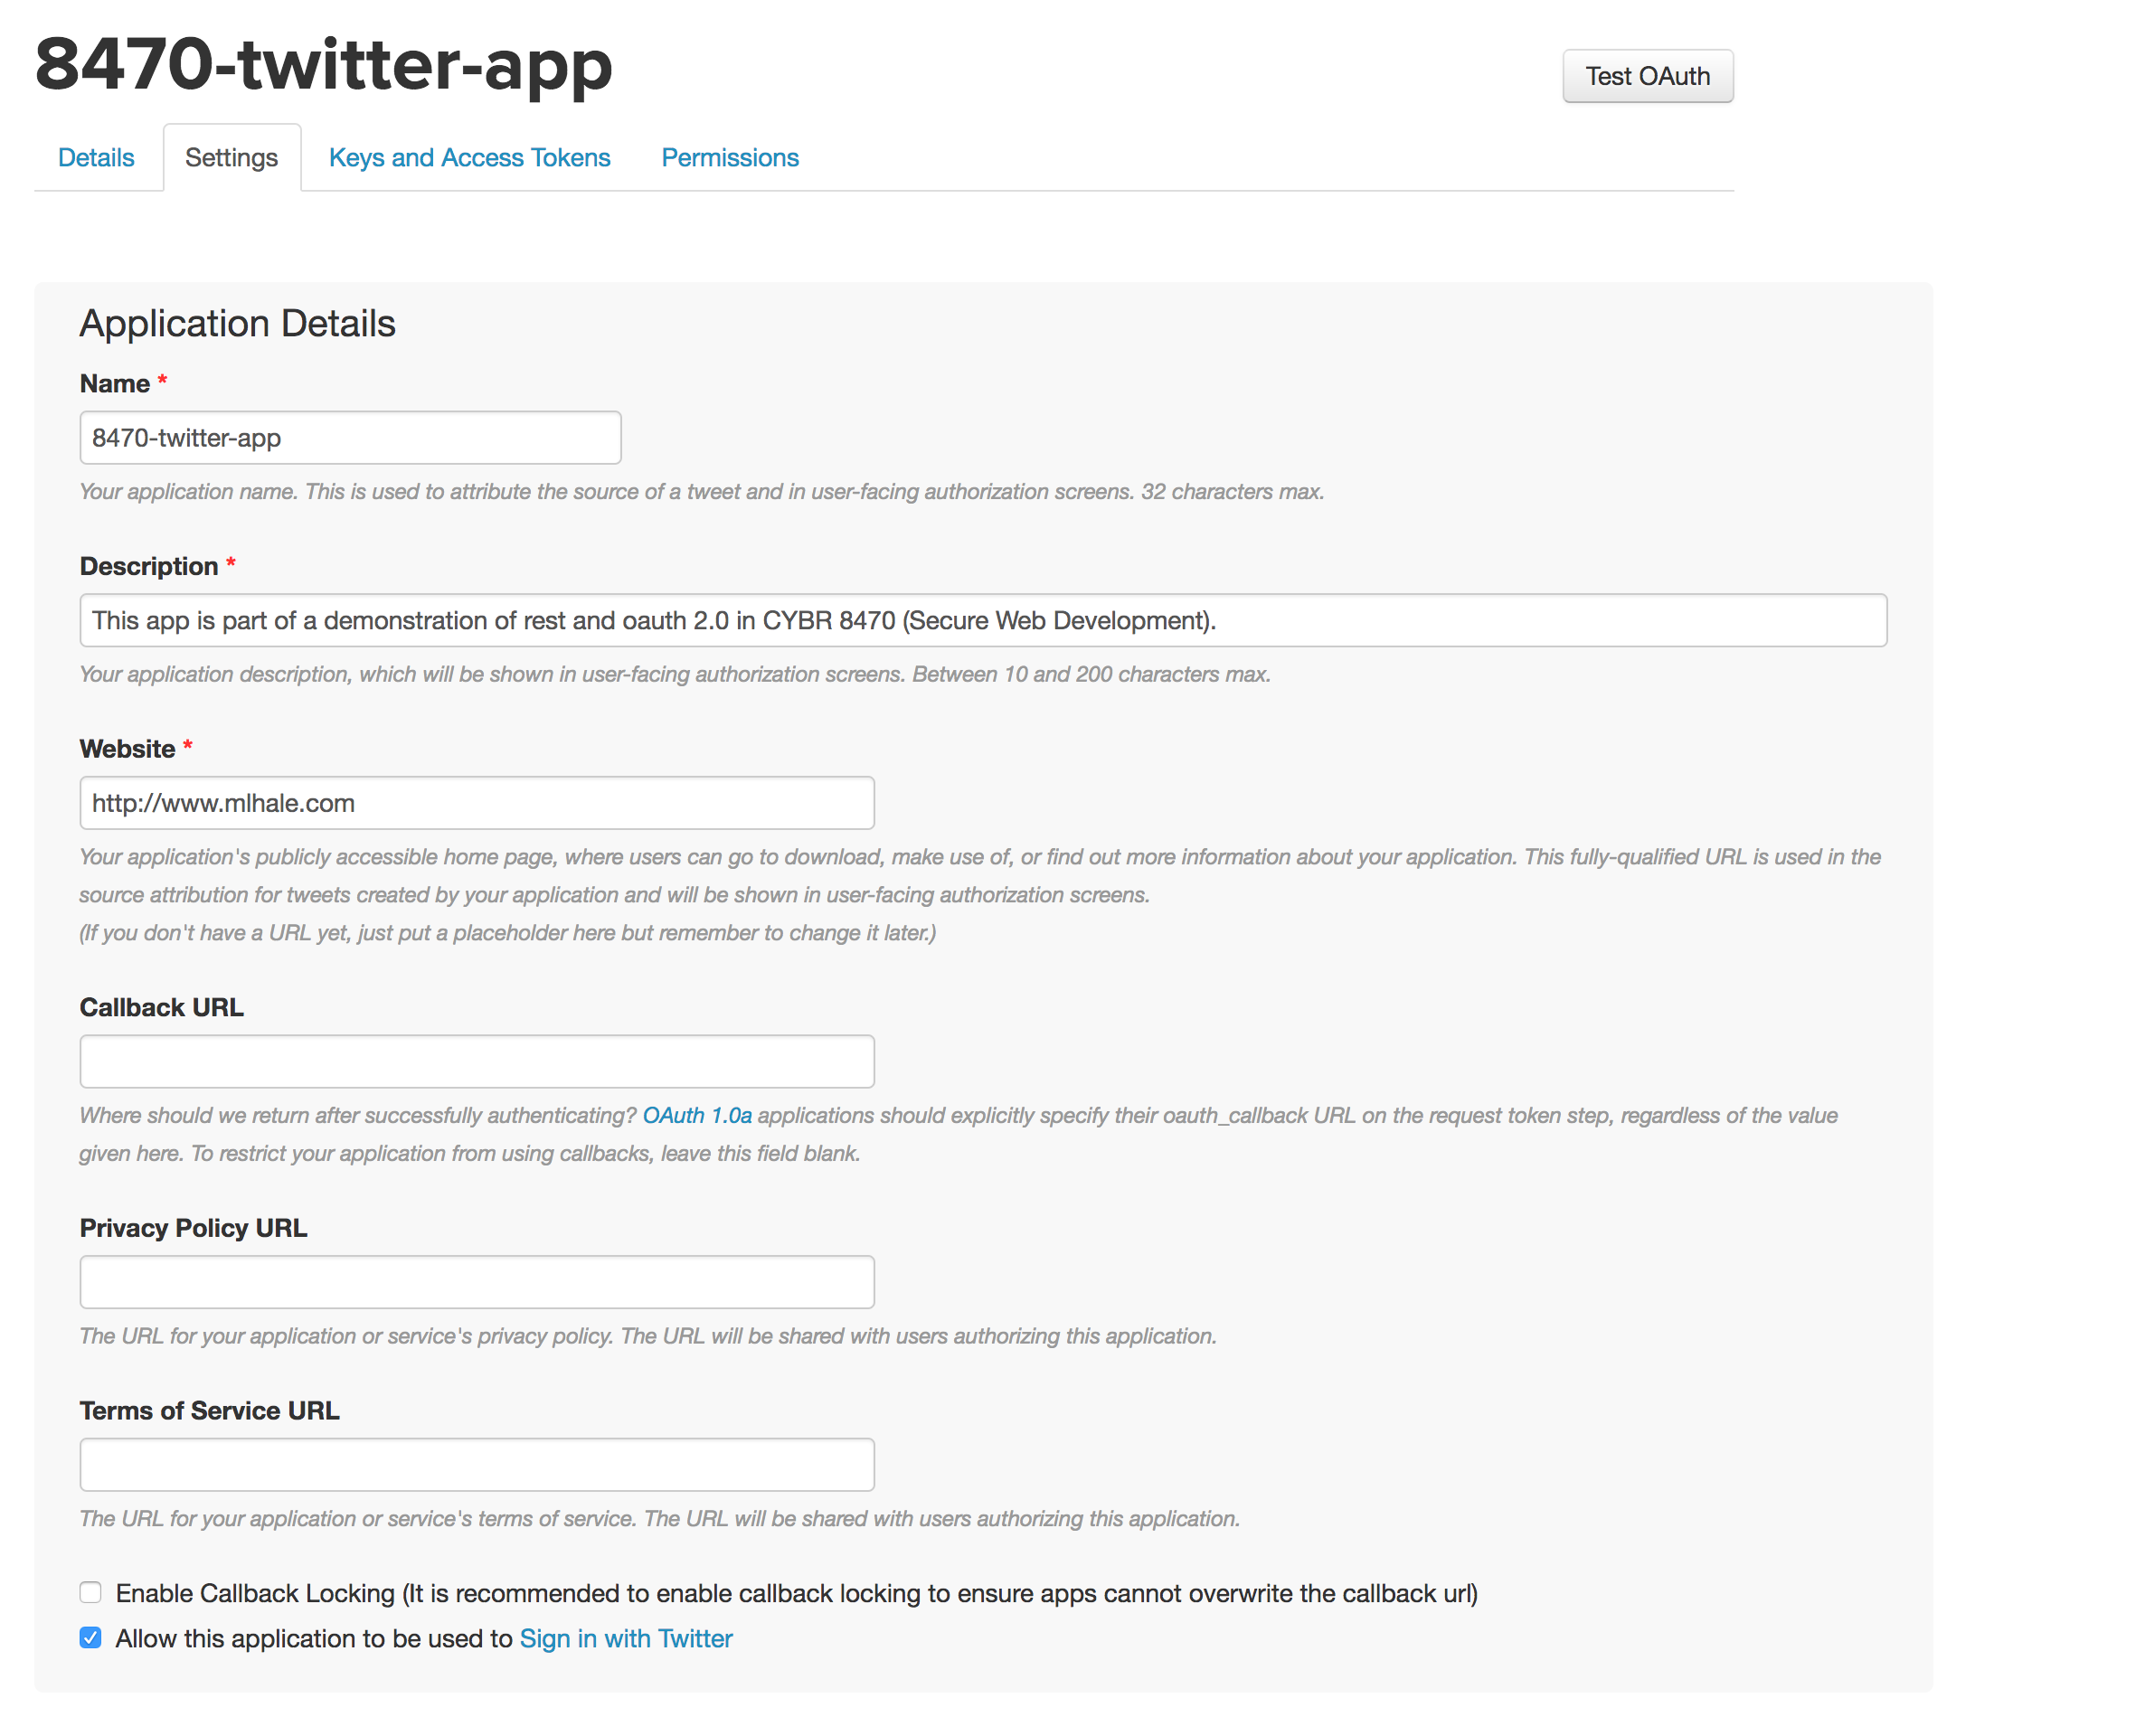 8470-twitter-app
Test OAuth
Details Settings Keys and Access Tokens Permissions
Application Details
Name *
8470-twitter-app
Your application name. This is used to attribute the source of a tweet and in user-facing authorization screens. 32 characters max.
Description *
This app is part of a demonstration of rest and oauth 2.0 in CYBR 8470 (Secure Web Development).
Your application description, which will be shown in user-facing authorization screens. Between 10 and 200 characters max.
Website *
http://www.mlhale.com
Your application's publicly accessible home page, where users can go to download, make use of, or find out more information about your application. This fully-qualified URL is used in the
source attribution for tweets created by your application and will be shown in user-facing authorization screens.
(If you don't have a URL yet, just put a placeholder here but remember to change it later.)
Callback URL
Where should we return after successfully authenticating? OAuth 1.0a applications should explicitly specify their oauth_callback URL on the request token step, regardless of the value
given here. To restrict your application from using callbacks, leave this field blank.
Privacy Policy URL
The URL for your application or service's privacy policy. The URL will be shared with users authorizing this application.
Terms of Service URL
The URL for your application or service's terms of service. The URL will be shared with users authorizing this application.
Enable Callback Locking (It is recommended to enable callback locking to ensure apps cannot overwrite the callback url)
Allow this application to be used to Sign in with Twitter